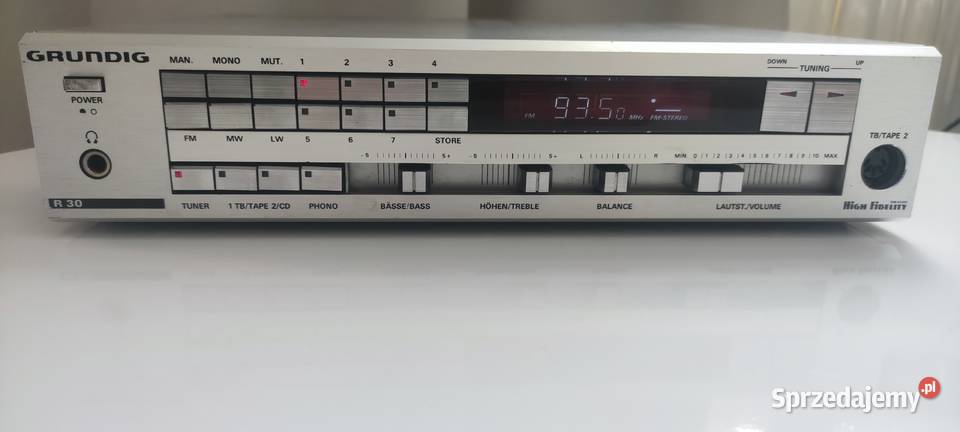 GRUNDIG
MAN. MONO MUT. 1 2 3 4
DOWN TUNING UP
POWER
FM 93.50 MHz FM-STEREO
FM MW LW 5 6 7 STORE
TB/TAPE 2
-5 5+ -5 5+ L R MIN. 0 1 2 3 4 5 6 7 8 9 10 MAX
R 30
TUNER 1 TB/TAPE 2/CD PHONO BÄSSE/BASS HÖHEN/TREBLE BALANCE LAUTST./VOLUME
HIGH FIDELITY
Sprzedajemy.pl